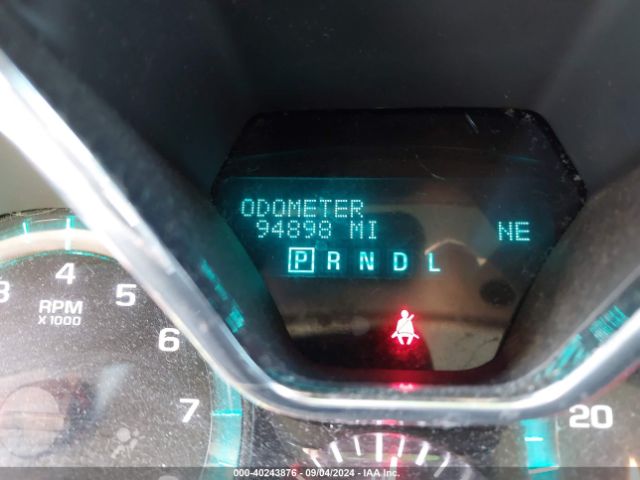 ODOMETER
94898 MI NE
P R N D L
3 4 5 6 7
RPM
X 1000
20
000-40243876 - 09/04/2024 - IAA Inc.